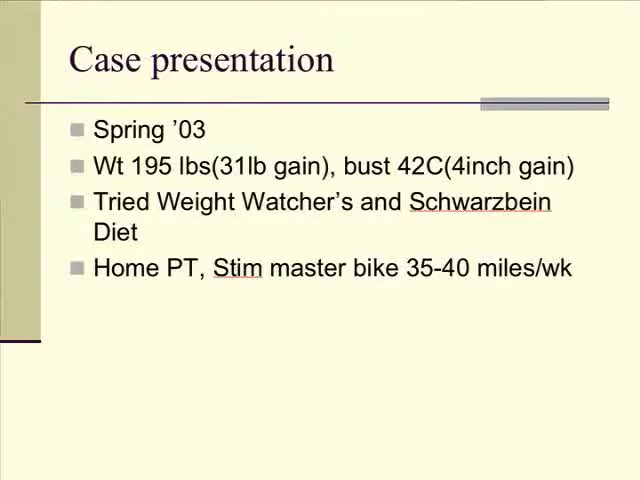 Case presentation
Spring ’03
Wt 195 lbs(31lb gain), bust 42C(4inch gain)
Tried Weight Watcher’s and Schwarzbein
Diet
Home PT, Stim master bike 35-40 miles/wk